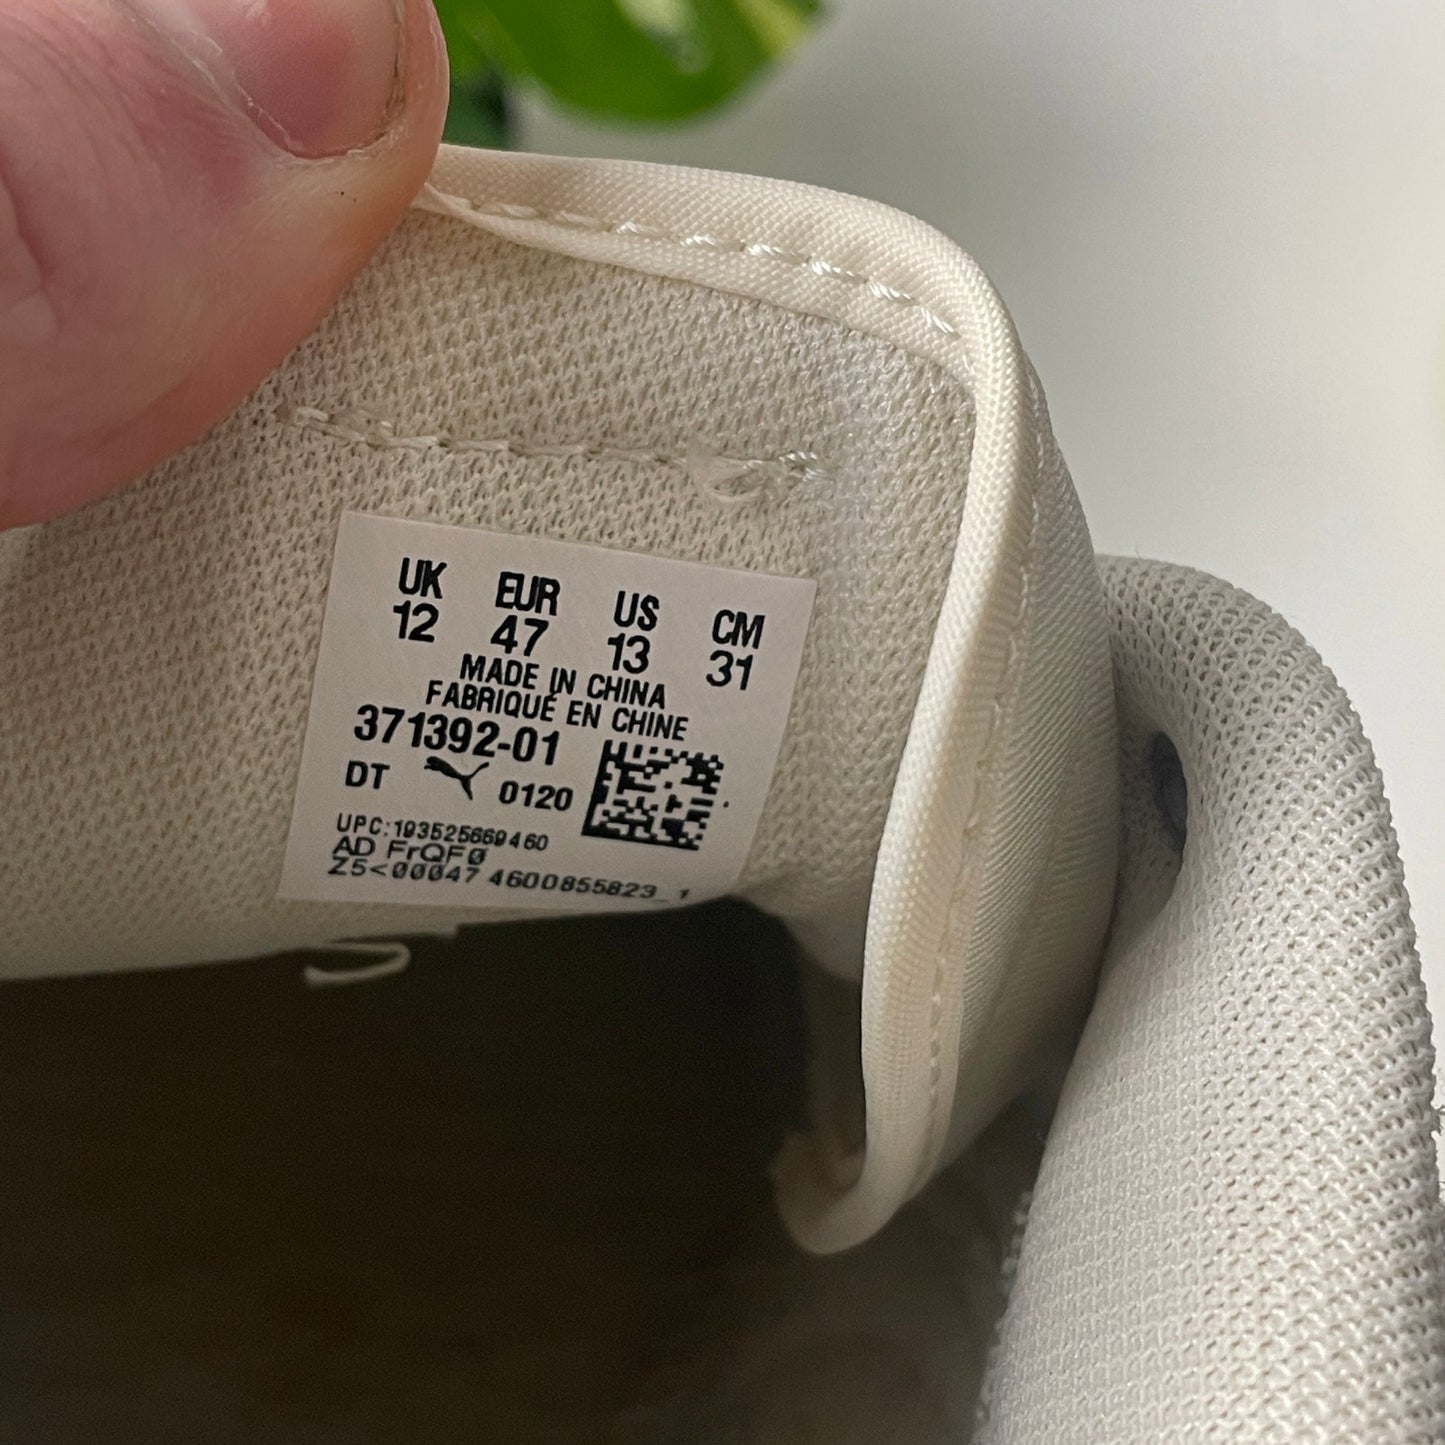 UK EUR US CM
12 47 13 31
MADE IN CHINA
FABRIQUÉ EN CHINE
371392-01
DT 0120
UPC:193525669460
AD FrQFø
Z5<00047 4600855823_1